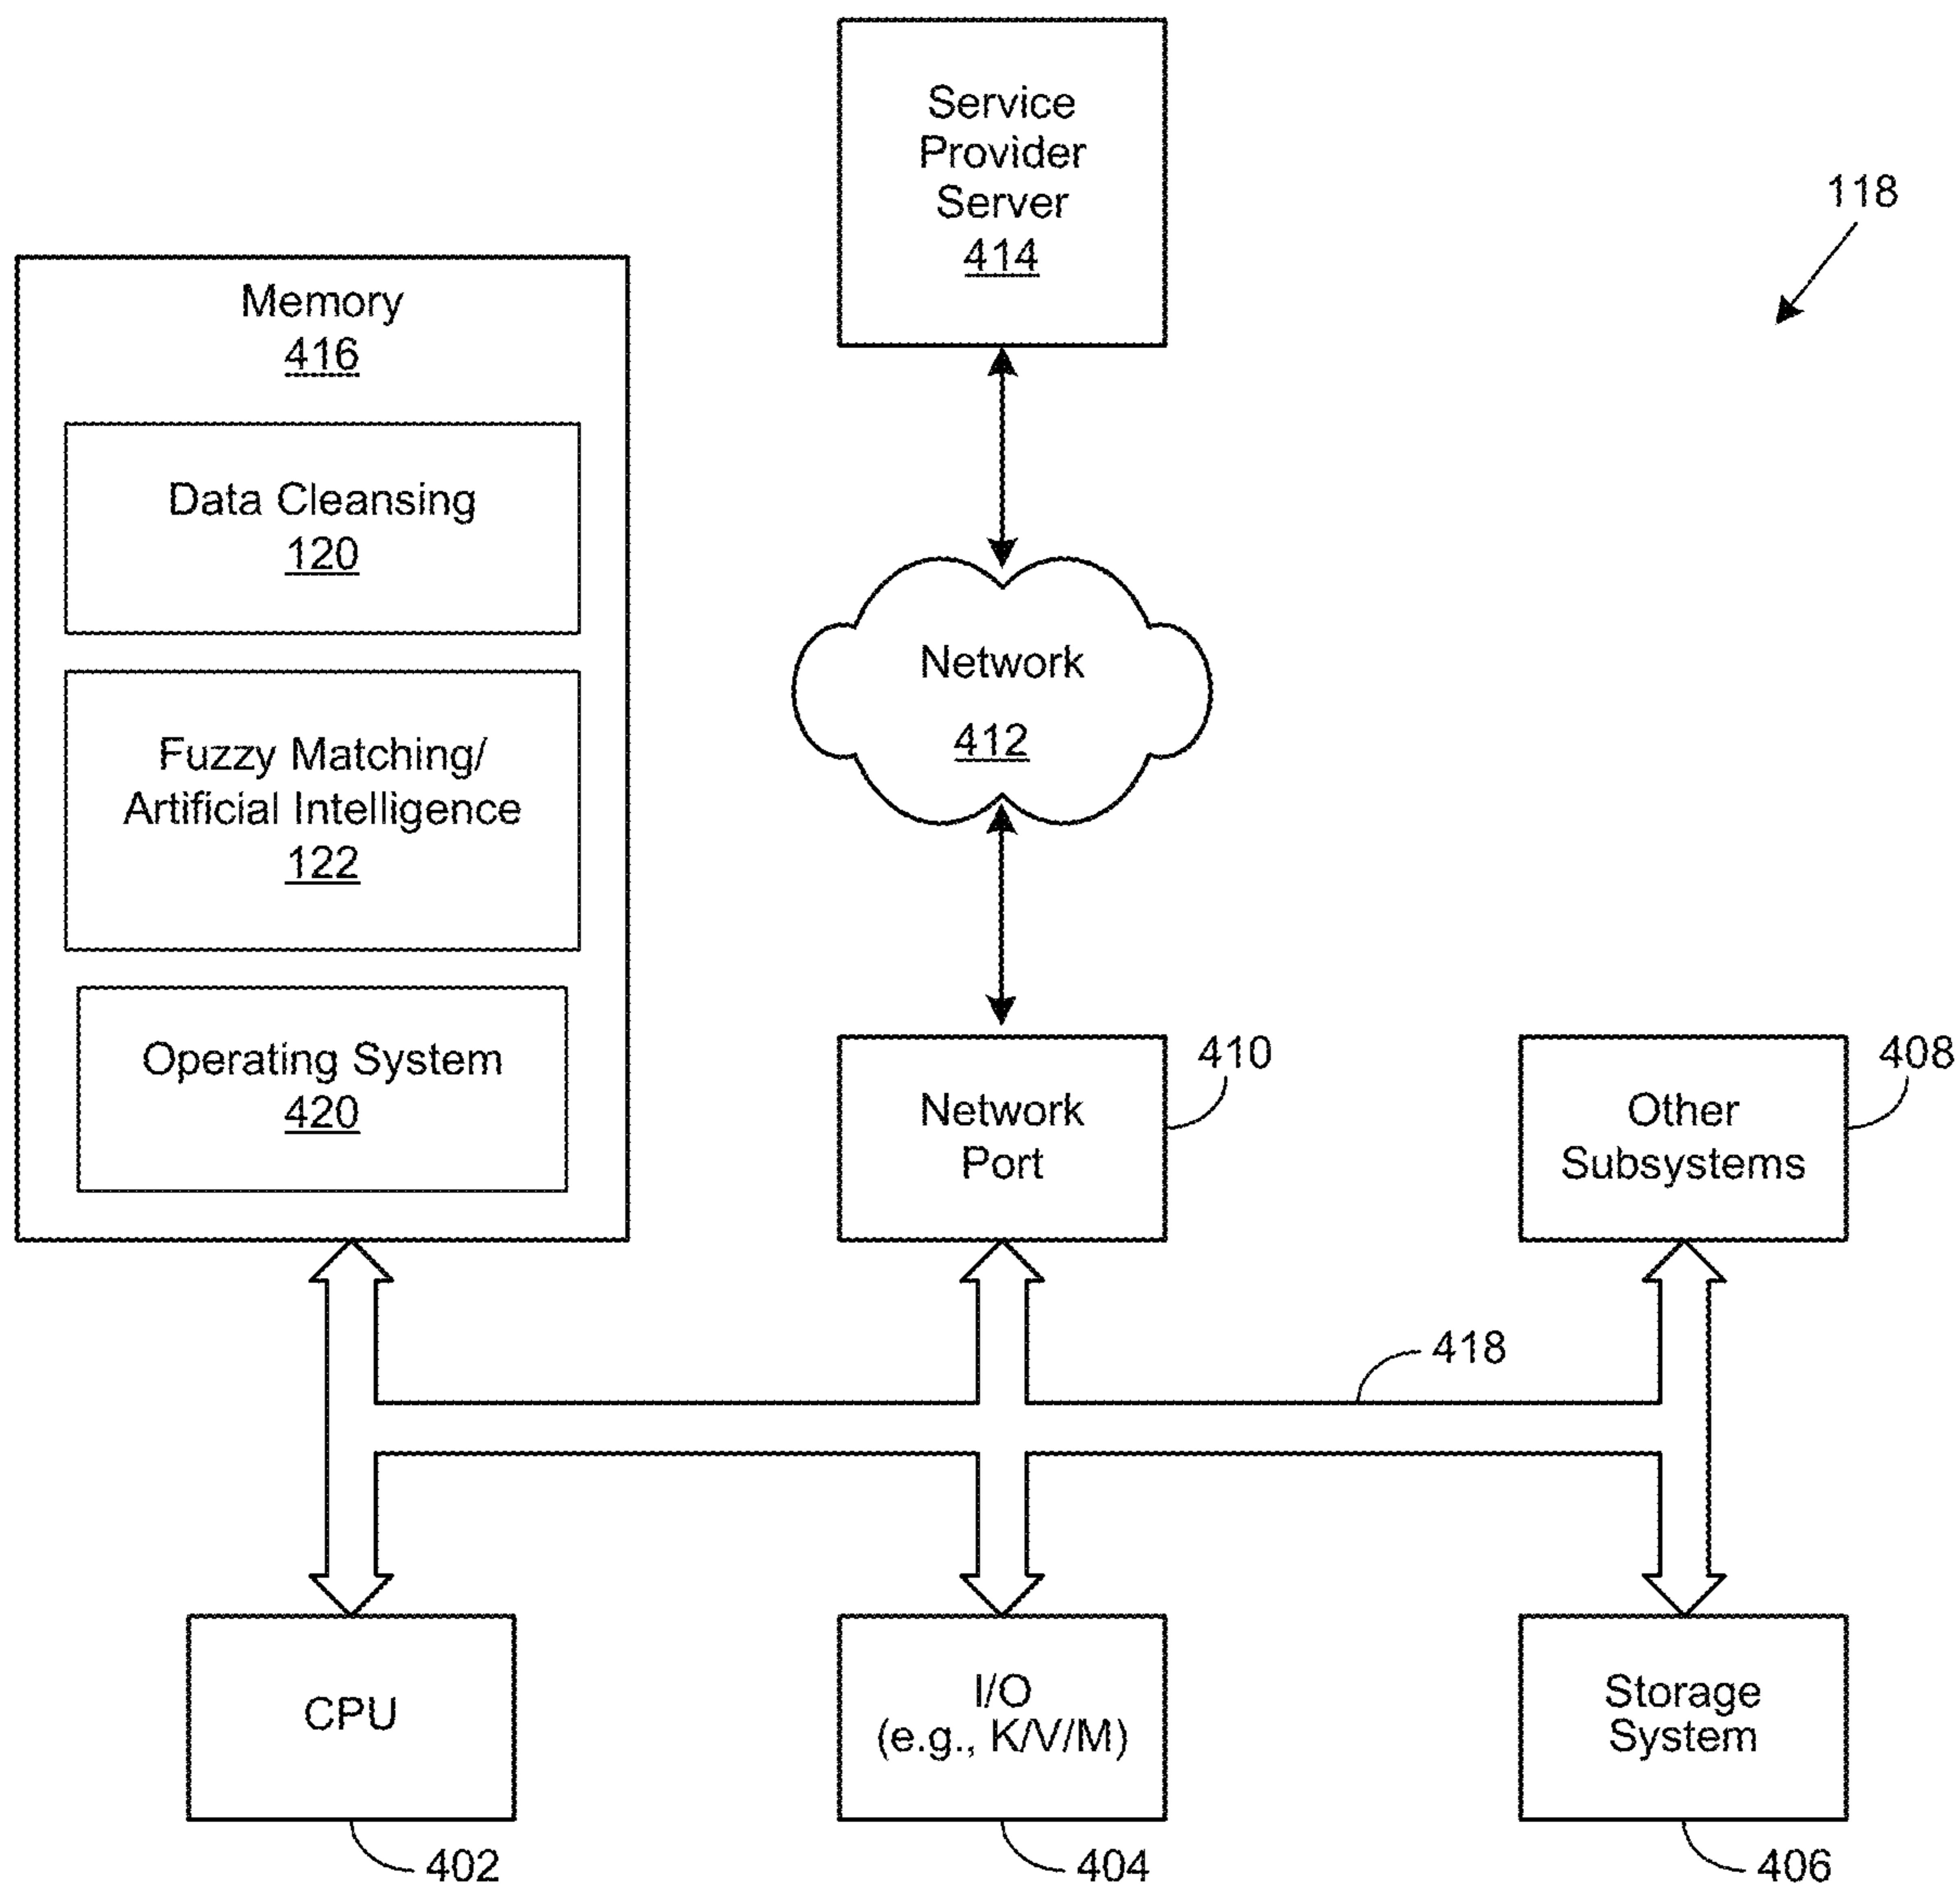 Service
Provider
Server
414
118
Memory
416
Data Cleansing
120
Fuzzy Matching/
Artificial Intelligence
122
Operating System
420
Network
412
Network
Port
410
Other
Subsystems
408
418
CPU
402
I/O
(e.g., K/V/M)
404
Storage
System
406